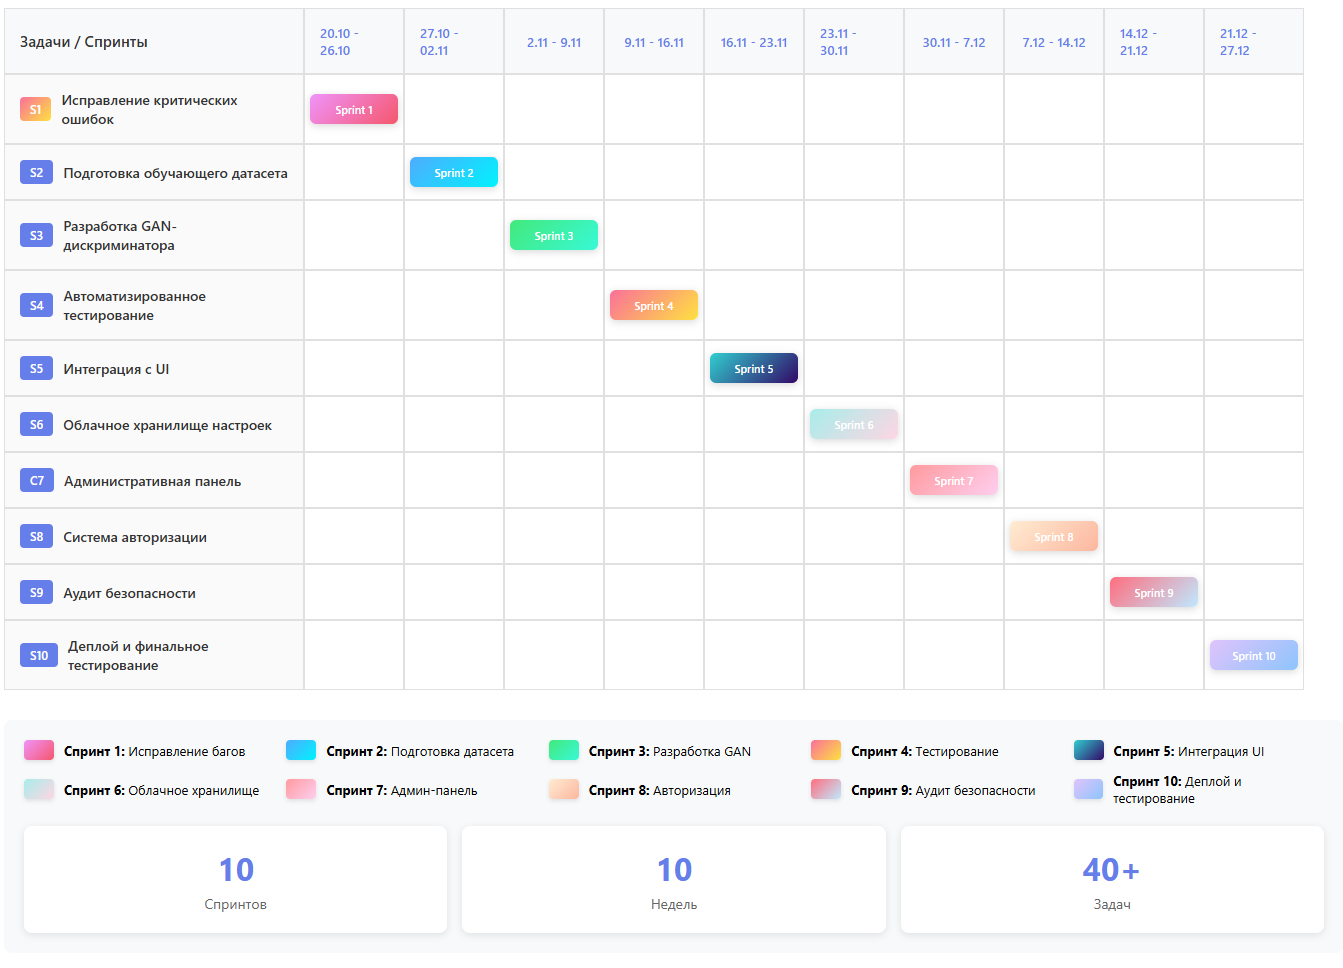 Задачи / Спринты
20.10 -
26.10
27.10 -
02.11
2.11 - 9.11
9.11 - 16.11
16.11 - 23.11
23.11 -
30.11
30.11 - 7.12
7.12 - 14.12
14.12 -
21.12
21.12 -
27.12
S1
Исправление критических
ошибок
Sprint 1
S2
Подготовка обучающего датасета
Sprint 2
S3
Разработка GAN-
дискриминатора
Sprint 3
S4
Автоматизированное
тестирование
Sprint 4
S5
Интеграция с UI
Sprint 5
S6
Облачное хранилище настроек
Sprint 6
С7
Административная панель
Sprint 7
S8
Система авторизации
Sprint 8
S9
Аудит безопасности
Sprint 9
S10
Деплой и финальное
тестирование
Sprint 10
Спринт 1: Исправление багов
Спринт 2: Подготовка датасета
Спринт 3: Разработка GAN
Спринт 4: Тестирование
Спринт 5: Интеграция UI
Спринт 6: Облачное хранилище
Спринт 7: Админ-панель
Спринт 8: Авторизация
Спринт 9: Аудит безопасности
Спринт 10: Деплой и
тестирование
10
Спринтов
10
Недель
40+
Задач